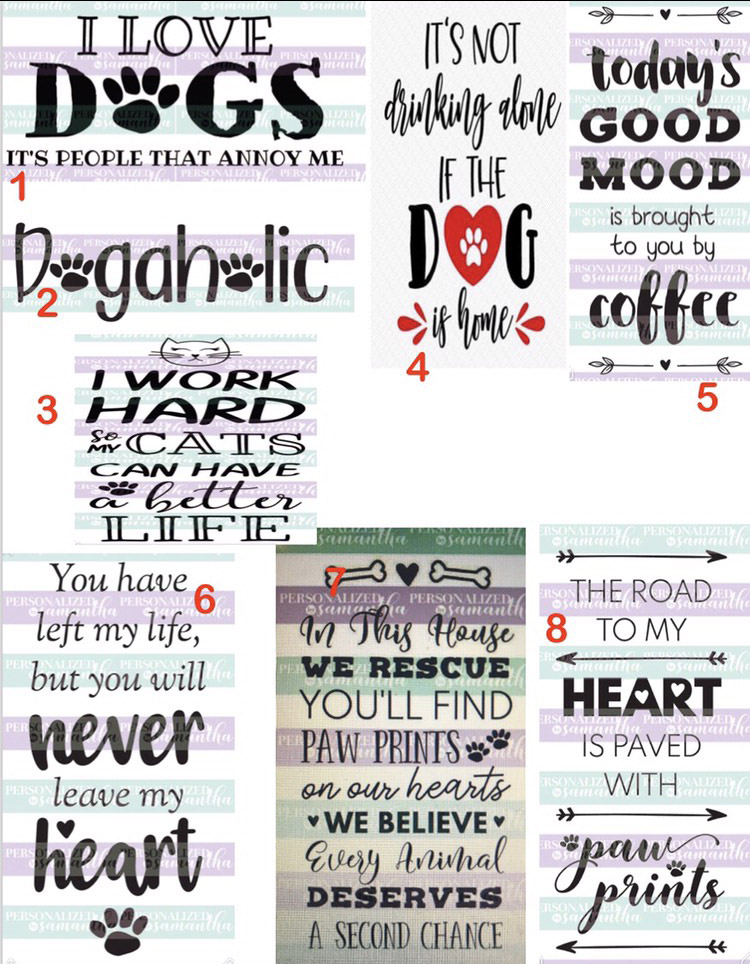 I LOVE
DOGS
IT'S PEOPLE THAT ANNOY ME
1
Dogaholic
2
3
I WORK
HARD
SO MY CATS
CAN HAVE
a better
LIFE
IT'S NOT
drinking alone
IF THE
DOG
is home
4
today's
GOOD
MOOD
is brought
to you by
coffee
5
You have
left my life,
but you will
never
leave my
heart
6
7
In This House
WE RESCUE
YOU'LL FIND
PAW PRINTS
on our hearts
WE BELIEVE
Every Animal
DESERVES
A SECOND CHANCE
THE ROAD
TO MY
8
HEART
IS PAVED
WITH
paw
prints
PERSONALIZED
BY samantha